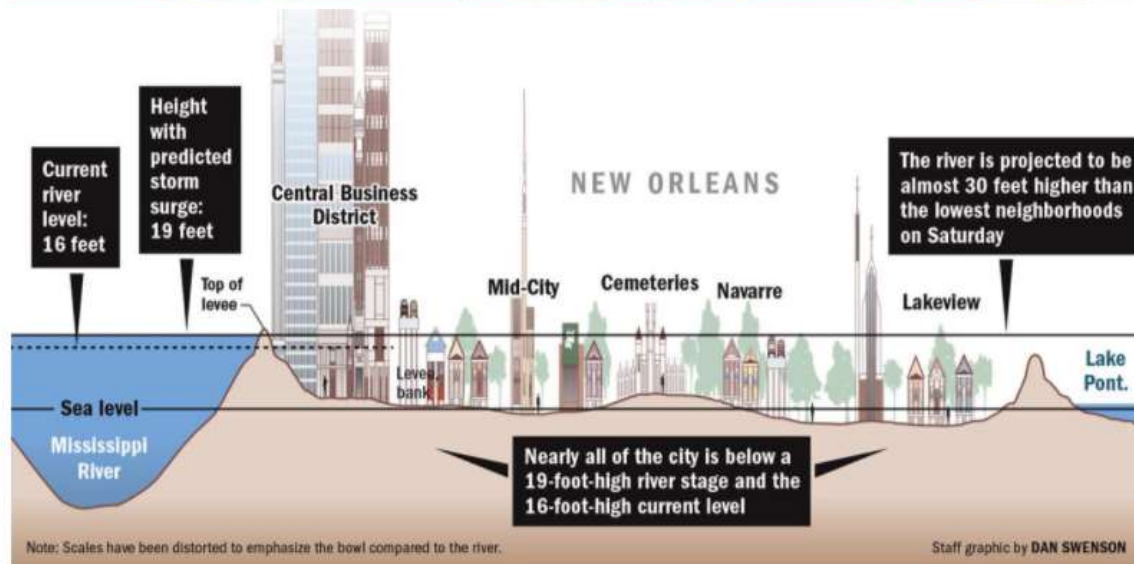 Current
river
level:
16 feet
Height
with
predicted
storm
surge:
19 feet
Top of
levee
Central Business
District
NEW ORLEANS
Levee
bank
Mid-City
Cemeteries
Navarre
Lakeview
The river is projected to be
almost 30 feet higher than
the lowest neighborhoods
on Saturday
Lake
Pont.
Sea level
Mississippi
River
Nearly all of the city is below a
19-foot-high river stage and the
16-foot-high current level
Note: Scales have been distorted to emphasize the bowl compared to the river.
Staff graphic by DAN SWENSON